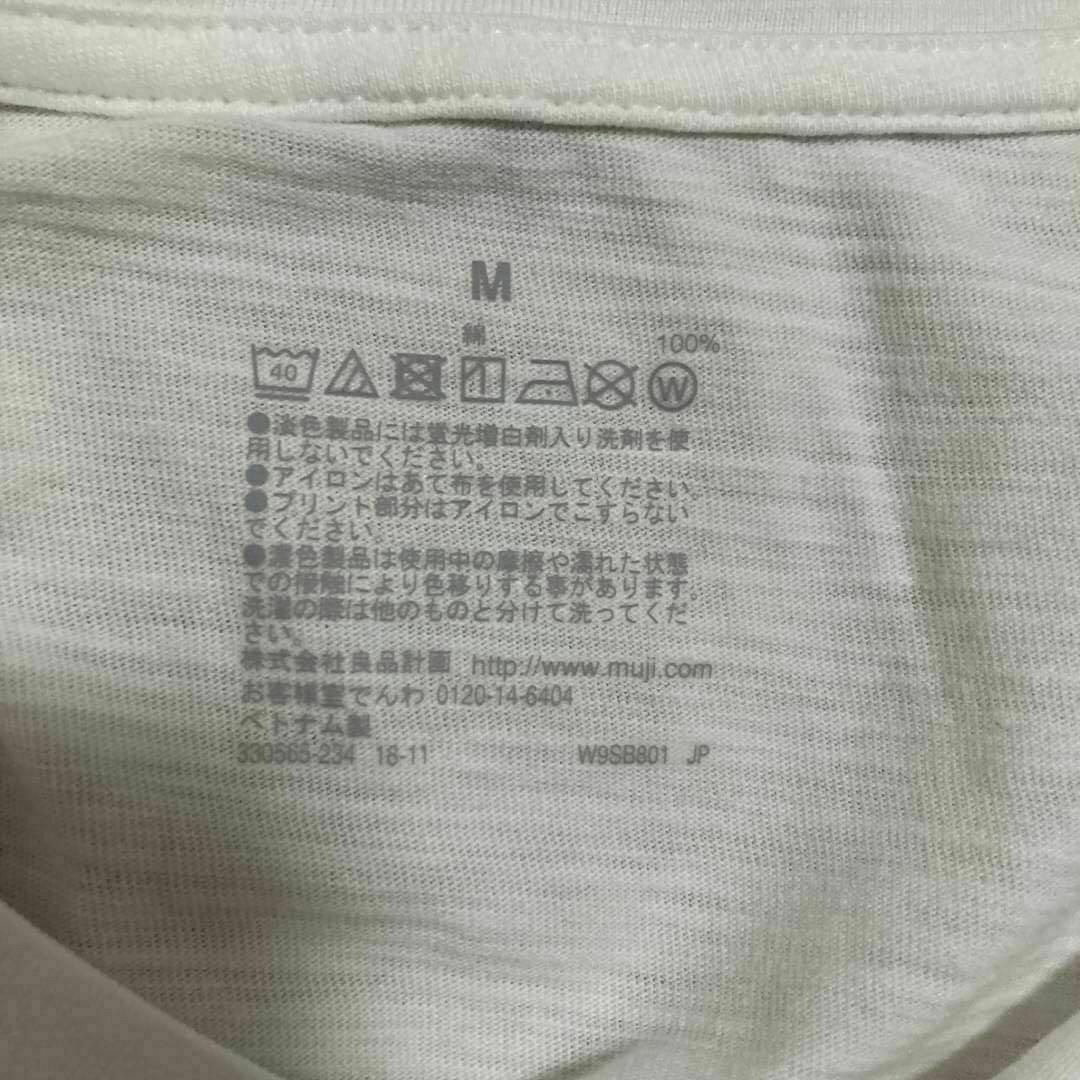 M
綿 100%
40 W
●淡色製品には蛍光増白剤入り洗剤を使
用しないでください。
●アイロンはあて布を使用してください。
●プリント部分はアイロンでこすらない
でください。
●濃色製品は使用中の摩擦や濡れた状態
での接触により色移りする事があります。
洗濯の際は他のものと分けて洗ってくだ
さい。
株式会社良品計画 http://www.muji.com
お客様室でんわ 0120-14-6404
ベトナム製
330565-234 18-11 W9SB801 JP